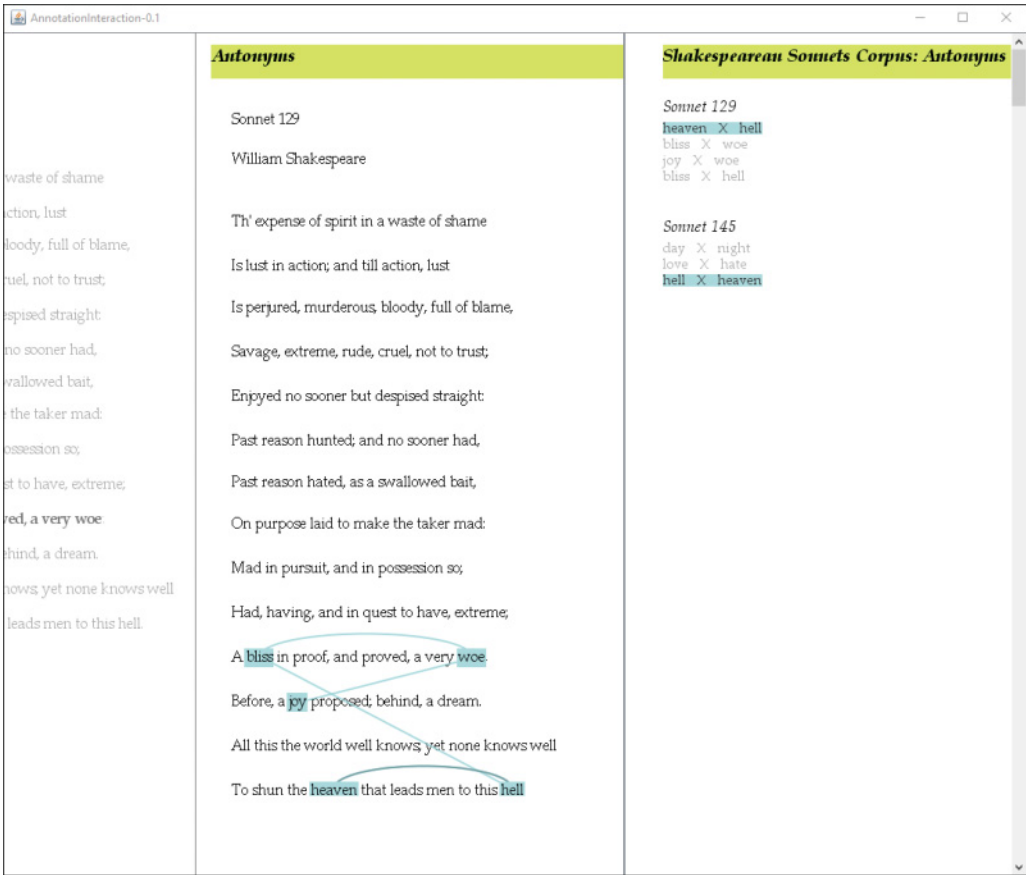 AnnotationInteraction-0.1
waste of shame
action, lust
bloody, full of blame,
cruel, not to trust;
despised straight:
no sooner had,
swallowed bait,
the taker mad:
possession so;
st to have, extreme;
ved, a very woe
ehind, a dream.
nows; yet none knows well
leads men to this hell.
Antonyms
Sonnet 129
William Shakespeare
Th' expense of spirit in a waste of shame
Is lust in action; and till action, lust
Is perjured, murderous, bloody, full of blame,
Savage, extreme, rude, cruel, not to trust;
Enjoyed no sooner but despised straight:
Past reason hunted; and no sooner had,
Past reason hated, as a swallowed bait,
On purpose laid to make the taker mad:
Mad in pursuit, and in possession so;
Had, having, and in quest to have, extreme;
A bliss in proof, and proved, a very woe.
Before, a joy proposed; behind, a dream.
All this the world well knows; yet none knows well
To shun the heaven that leads men to this hell
Shakespearean Sonnets Corpus: Antonyms
Sonnet 129
heaven X hell
bliss X woe
joy X woe
bliss X hell
Sonnet 145
day X night
love X hate
hell X heaven